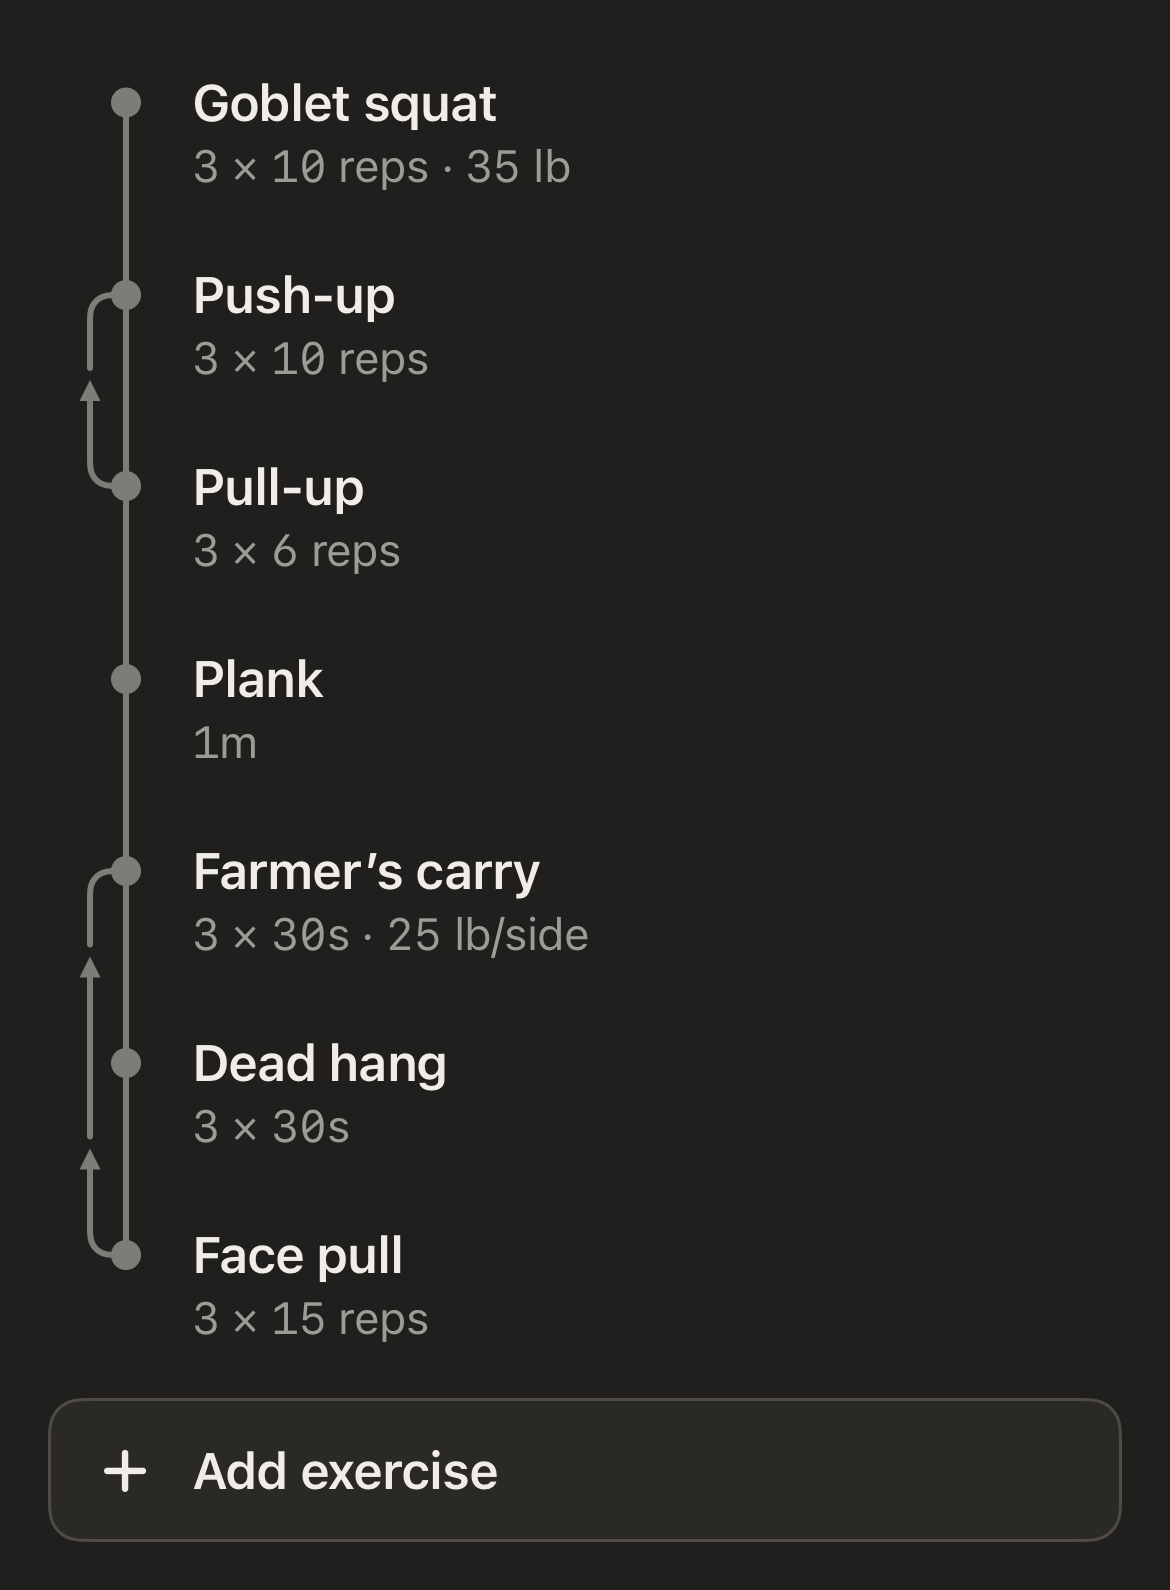 Goblet squat
3 × 10 reps · 35 lb
Push-up
3 × 10 reps
Pull-up
3 × 6 reps
Plank
1m
Farmer’s carry
3 × 30s · 25 lb/side
Dead hang
3 × 30s
Face pull
3 × 15 reps
Add exercise